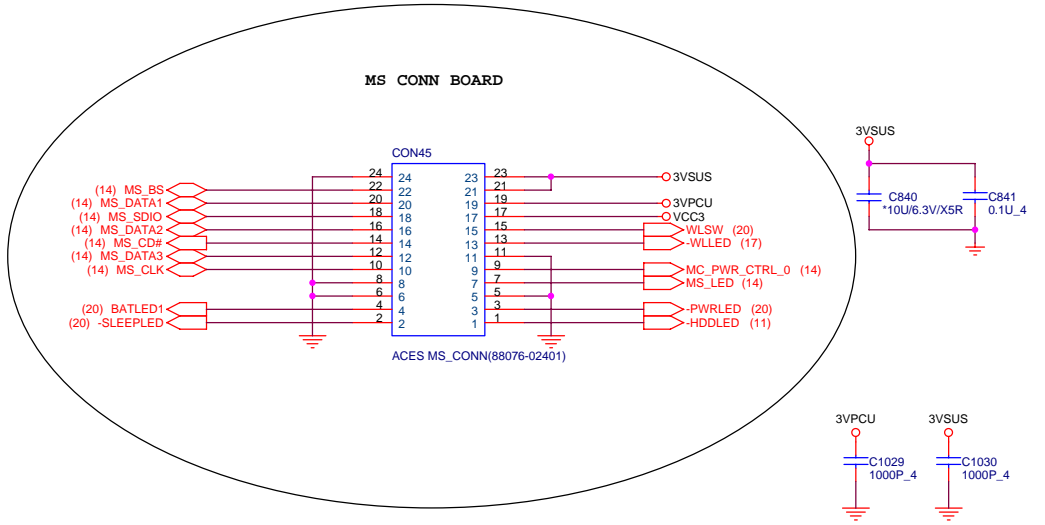 MS CONN BOARD
CON45
24 24 23 23 3VSUS
(14) MS_BS 22 22 21 21
(14) MS_DATA1 20 20 19 19 3VPCU
(14) MS_SDIO 18 18 17 17 VCC3
(14) MS_DATA2 16 16 15 15 WLSW (20)
(14) MS_CD# 14 14 13 13 -WLLED (17)
(14) MS_DATA3 12 12 11 11
(14) MS_CLK 10 10 9 9 MC_PWR_CTRL_0 (14)
8 8 7 7 MS_LED (14)
6 6 5 5
(20) BATLED1 4 4 3 3 -PWRLED (20)
(20) -SLEEPLED 2 2 1 1 -HDDLED (11)
ACES MS_CONN(88076-02401)
3VSUS
C840
*10U/6.3V/X5R
C841
0.1U_4
3VPCU
C1029
1000P_4
3VSUS
C1030
1000P_4